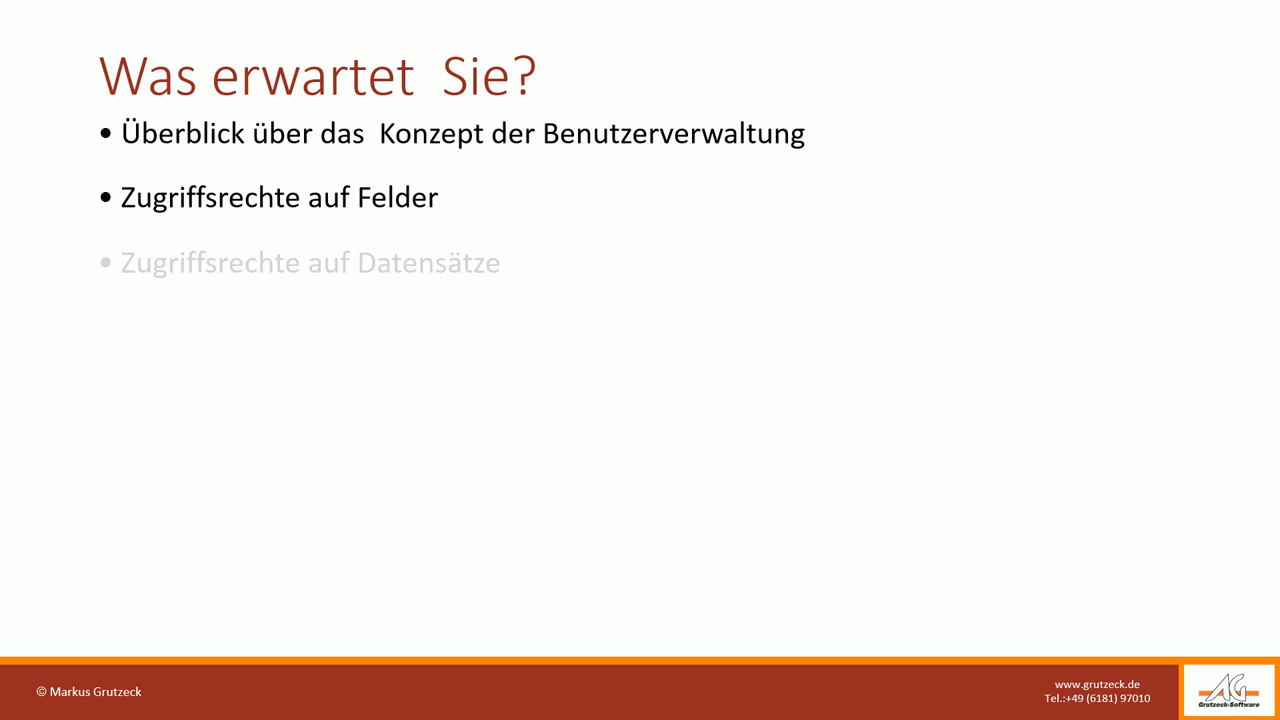 Was erwartet  Sie?
• Überblick über das  Konzept der Benutzerverwaltung
• Zugriffsrechte auf Felder
• Zugriffsrechte auf Datensätze
© Markus Grutzeck
www.grutzeck.de
Tel.:+49 (6181) 97010
AG
Grutzeck-Software